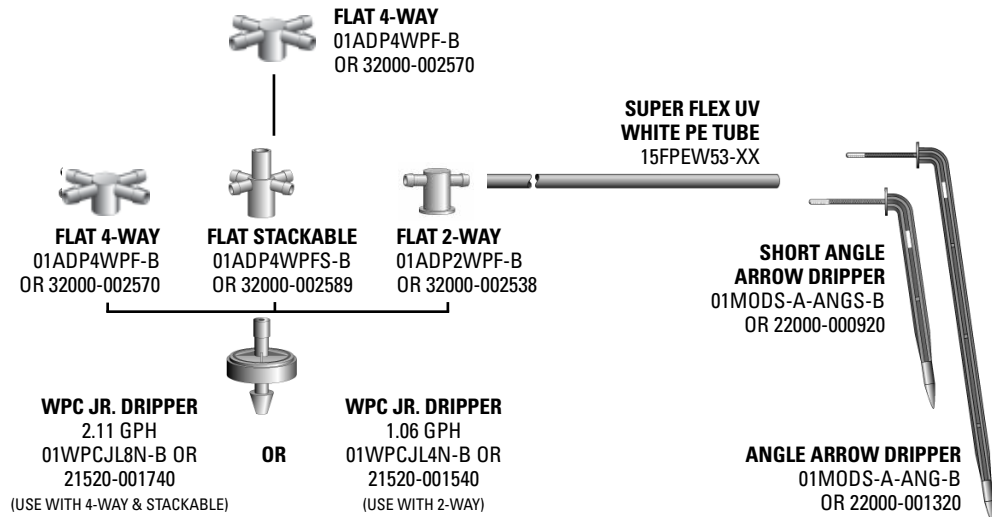 FLAT 4-WAY
01ADP4WPF-B
OR 32000-002570
SUPER FLEX UV
WHITE PE TUBE
15FPEW53-XX
FLAT 4-WAY
01ADP4WPF-B
OR 32000-002570
FLAT STACKABLE
01ADP4WPFS-B
OR 32000-002589
FLAT 2-WAY
01ADP2WPF-B
OR 32000-002538
SHORT ANGLE
ARROW DRIPPER
01MODS-A-ANGS-B
OR 22000-000920
WPC JR. DRIPPER
2.11 GPH
01WPCJL8N-B OR
21520-001740
(USE WITH 4-WAY & STACKABLE)
OR
WPC JR. DRIPPER
1.06 GPH
01WPCJL4N-B OR
21520-001540
(USE WITH 2-WAY)
ANGLE ARROW DRIPPER
01MODS-A-ANG-B
OR 22000-001320